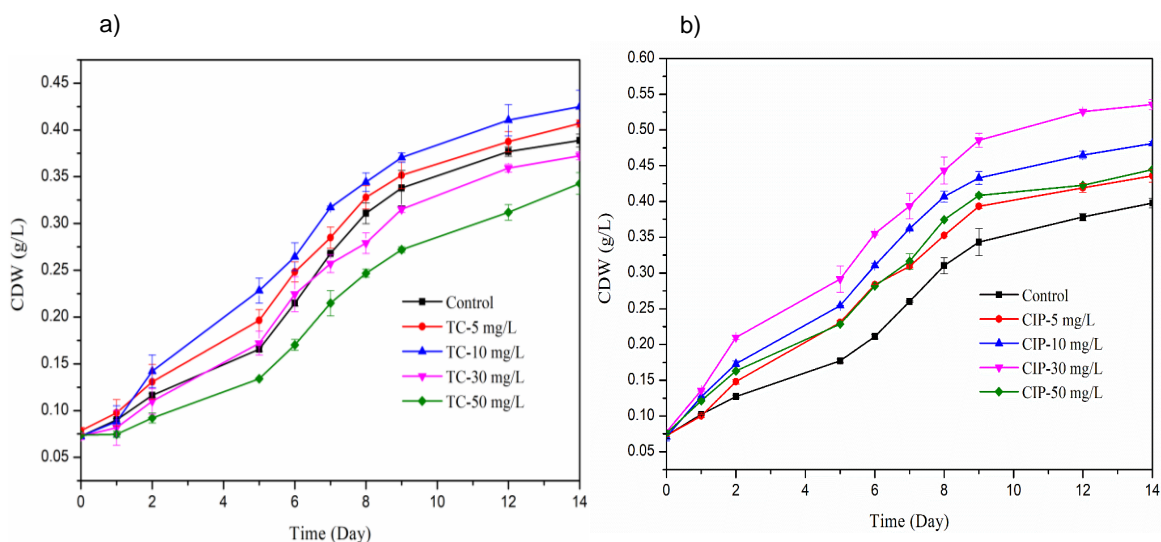 a)
0.45
0.40
0.35
0.30
0.25
0.20
0.15
0.10
0.05
CDW (g/L)
Control
TC-5 mg/L
TC-10 mg/L
TC-30 mg/L
TC-50 mg/L
0 2 4 6 8 10 12 14
Time (Day)
b)
0.60
0.55
0.50
0.45
0.40
0.35
0.30
0.25
0.20
0.15
0.10
0.05
CDW (g/L)
Control
CIP-5 mg/L
CIP-10 mg/L
CIP-30 mg/L
CIP-50 mg/L
0 2 4 6 8 10 12 14
Time (Day)